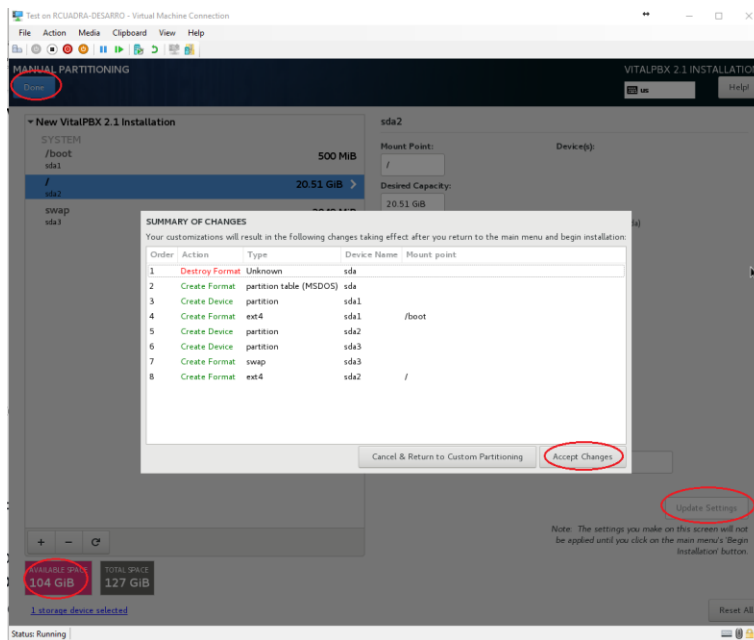 Test on RCUADRA-DESARRO - Virtual Machine Connection
File Action Media Clipboard View Help
MANUAL PARTITIONING
VITALPBX 2.1 INSTALLATION
Done
us
Help!
New VitalPBX 2.1 Installation
sda2
SYSTEM
Mount Point:
Device(s):
/boot
500 MiB
sda1
/
/
20.51 GiB
sda2
Desired Capacity:
20.51 GiB
swap
sda3
SUMMARY OF CHANGES
Your customizations will result in the following changes taking effect after you return to the main menu and begin installation:
Order Action Type Device Name Mount point
1 Destroy Format Unknown sda
2 Create Format partition table (MSDOS) sda
3 Create Device partition sda1
4 Create Format ext4 sda1 /boot
5 Create Device partition sda2
6 Create Device partition sda3
7 Create Format swap sda3
8 Create Format ext4 sda2 /
Cancel & Return to Custom Partitioning
Accept Changes
Update Settings
Note: The settings you make on this screen will not
be applied until you click on the main menu's 'Begin
Installation' button.
AVAILABLE SPACE
104 GiB
TOTAL SPACE
127 GiB
1 storage device selected
Reset All
Status: Running